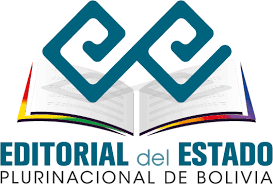 EDITORIAL del ESTADO
PLURINACIONAL DE BOLIVIA